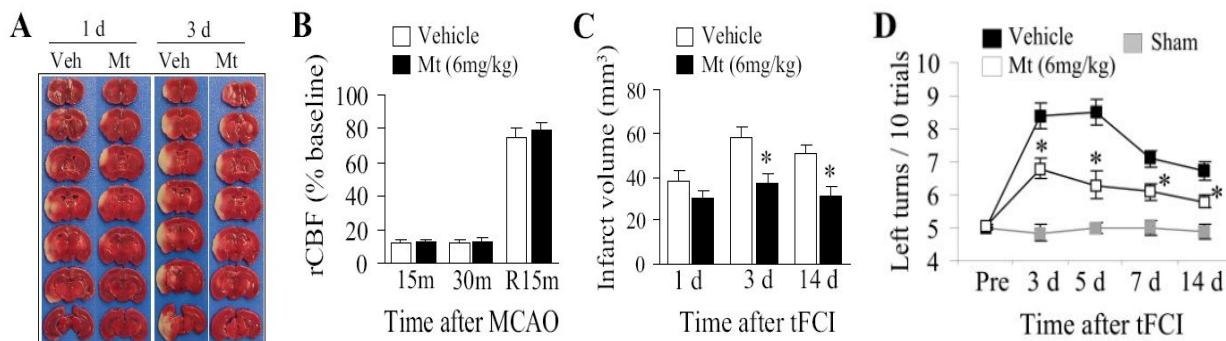 A
1 d
3 d
Veh Mt Veh Mt
B
Vehicle
Mt (6mg/kg)
rCBF (% baseline)
100
80
60
40
20
0
15m 30m R15m
Time after MCAO
C
Vehicle
Mt (6mg/kg)
Infarct volume (mm³)
100
80
60
40
20
0
*
*
1 d 3 d 14 d
Time after tFCI
D
Vehicle Sham
Mt (6mg/kg)
Left turns / 10 trials
9
8
7
6
5
4
*
*
*
*
Pre 3 d 5 d 7 d 14 d
Time after tFCI